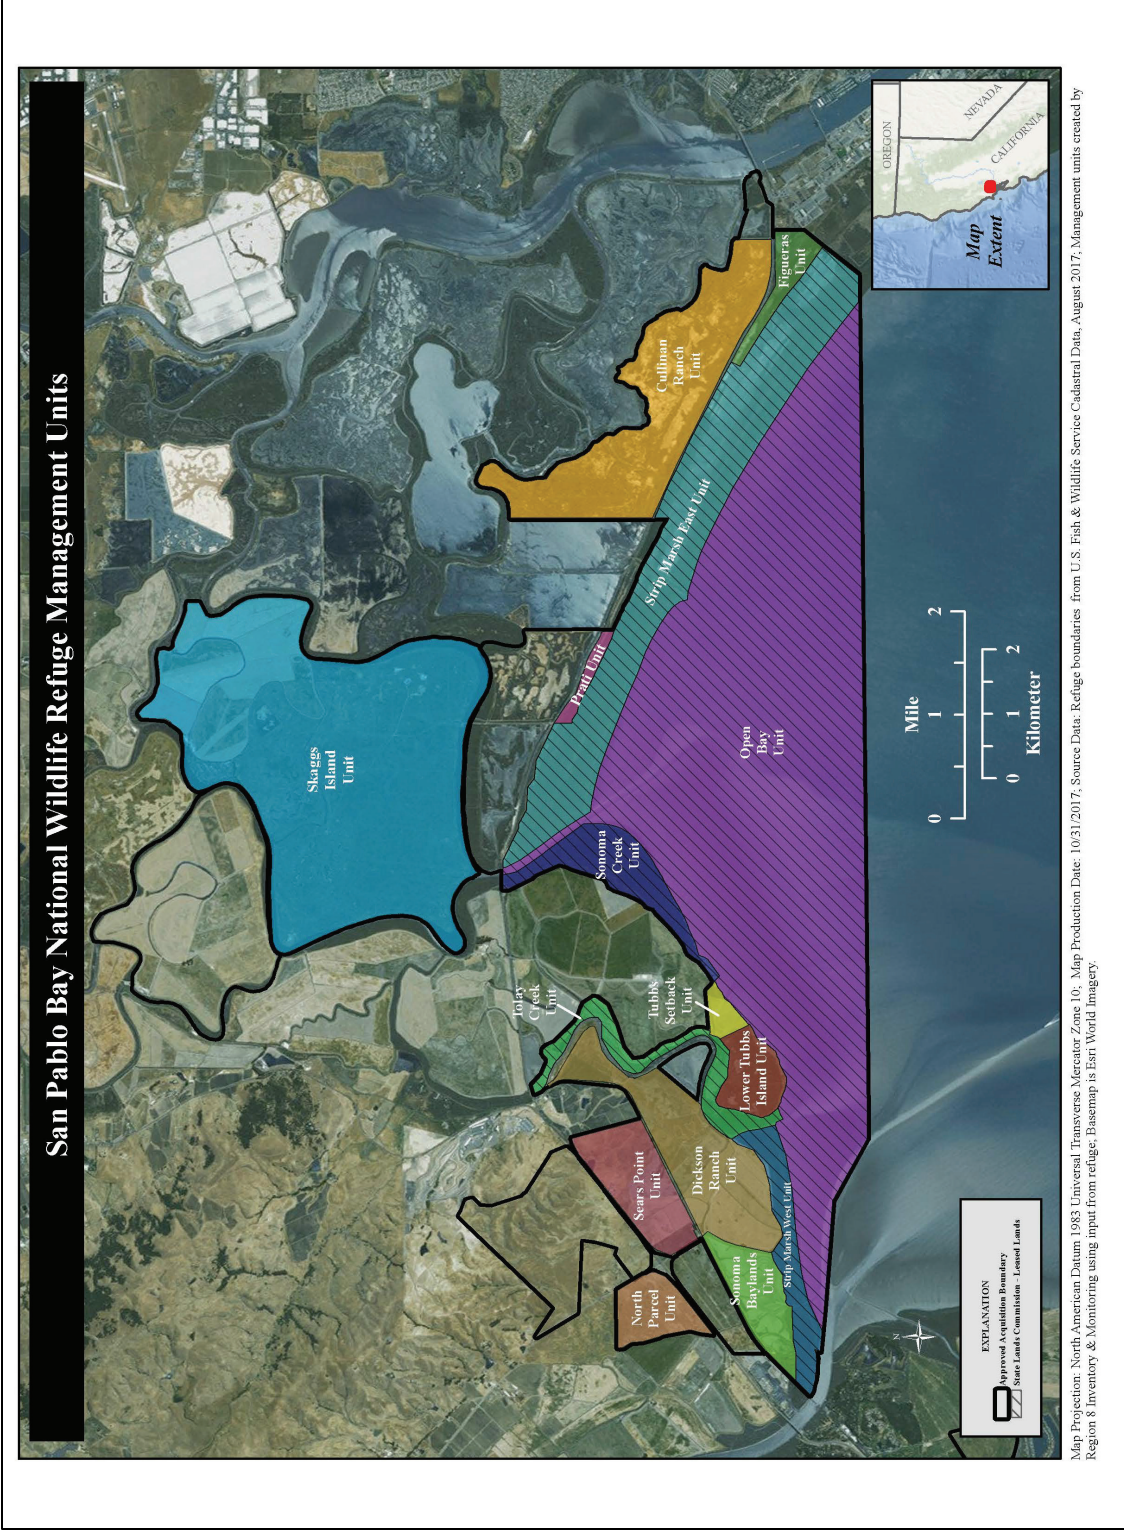 San Pablo Bay National Wildlife Refuge Management Units
Skaggs
Island
Unit
Cullinan
Ranch
Unit
Figueras
Unit
Strip Marsh East Unit
Prati Unit
Open
Bay
Unit
Sonoma
Creek
Unit
Tolay
Creek
Unit
Tubbs
Setback
Unit
Lower Tubbs
Island Unit
Sears Point
Unit
Dickson
Ranch
Unit
North
Parcel
Unit
Sonoma
Baylands
Unit
Strip Marsh West Unit
OREGON
NEVADA
CALIFORNIA
Map
Extent
Mile
0 1 2
0 1 2
Kilometer
N
EXPLANATION
Approved Acquisition Boundary
State Lands Commission - Leased Lands
Map Projection: North American Datum 1983 Universal Transverse Mercator Zone 10; Map Production Date: 10/31/2017; Source Data: Refuge boundaries from U.S. Fish & Wildlife Service Cadastral Data, August 2017; Management units created by
Region 8 Inventory & Monitoring using input from refuge; Basemap is Esri World Imagery.